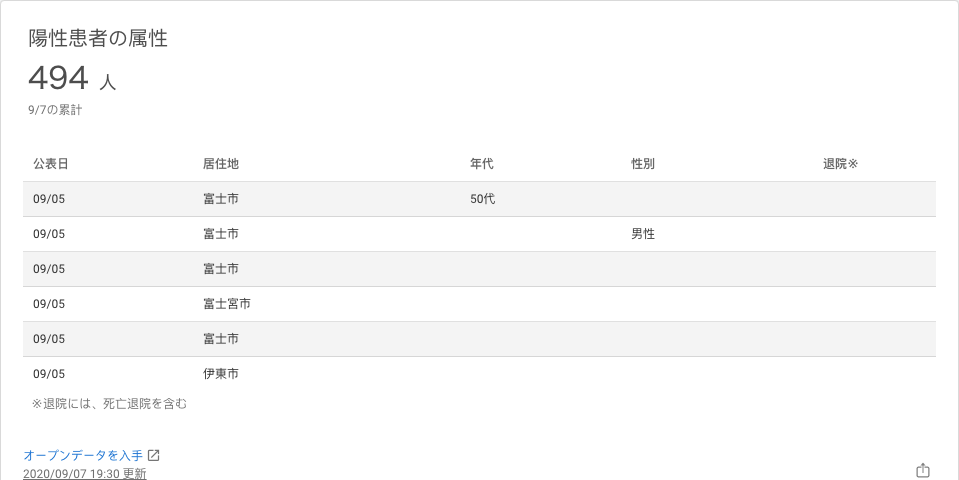 陽性患者の属性
494 人
9/7の累計
公表日 居住地 年代 性別 退院※
09/05 富士市 50代
09/05 富士市 男性
09/05 富士市
09/05 富士宮市
09/05 富士市
09/05 伊東市
※退院には、死亡退院を含む
オープンデータを入手
2020/09/07 19:30 更新